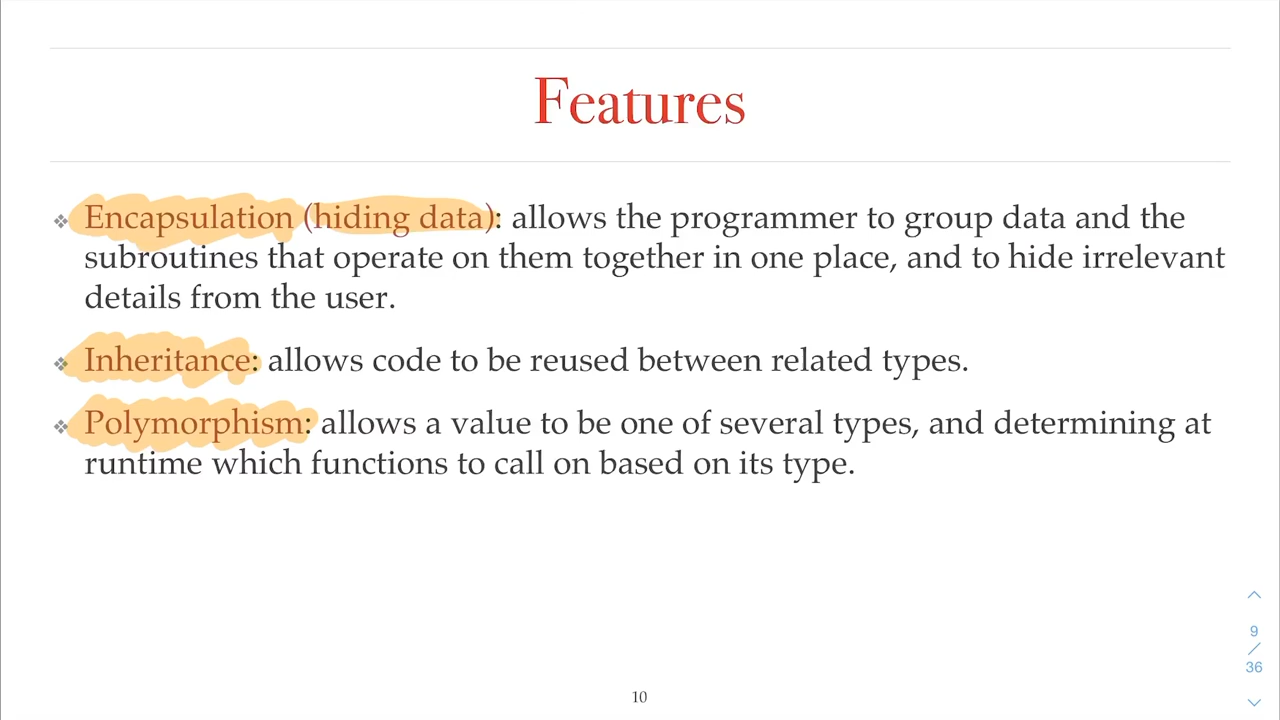 Features
❖ Encapsulation (hiding data): allows the programmer to group data and the
subroutines that operate on them together in one place, and to hide irrelevant
details from the user.
❖ Inheritance: allows code to be reused between related types.
❖ Polymorphism: allows a value to be one of several types, and determining at
runtime which functions to call on based on its type.
9
/
36
10